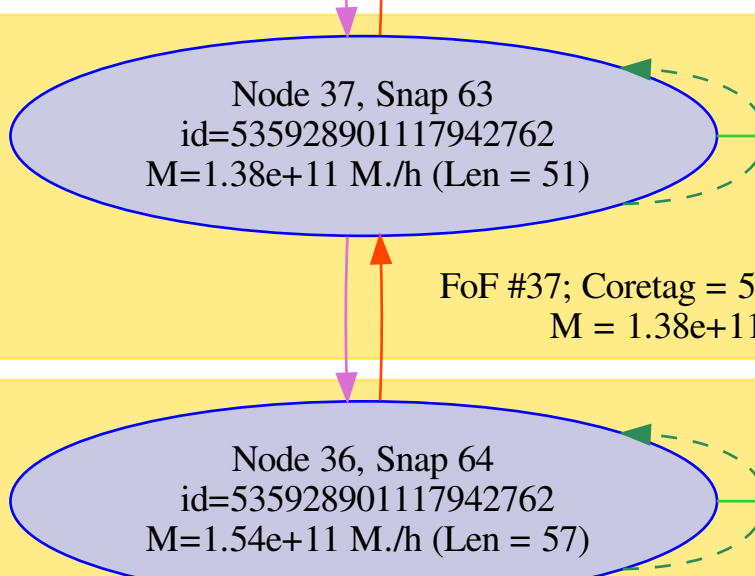 Node 37, Snap 63
id=535928901117942762
M=1.38e+11 M./h (Len = 51)
FoF #37; Coretag = 5
M = 1.38e+11
Node 36, Snap 64
id=535928901117942762
M=1.54e+11 M./h (Len = 57)